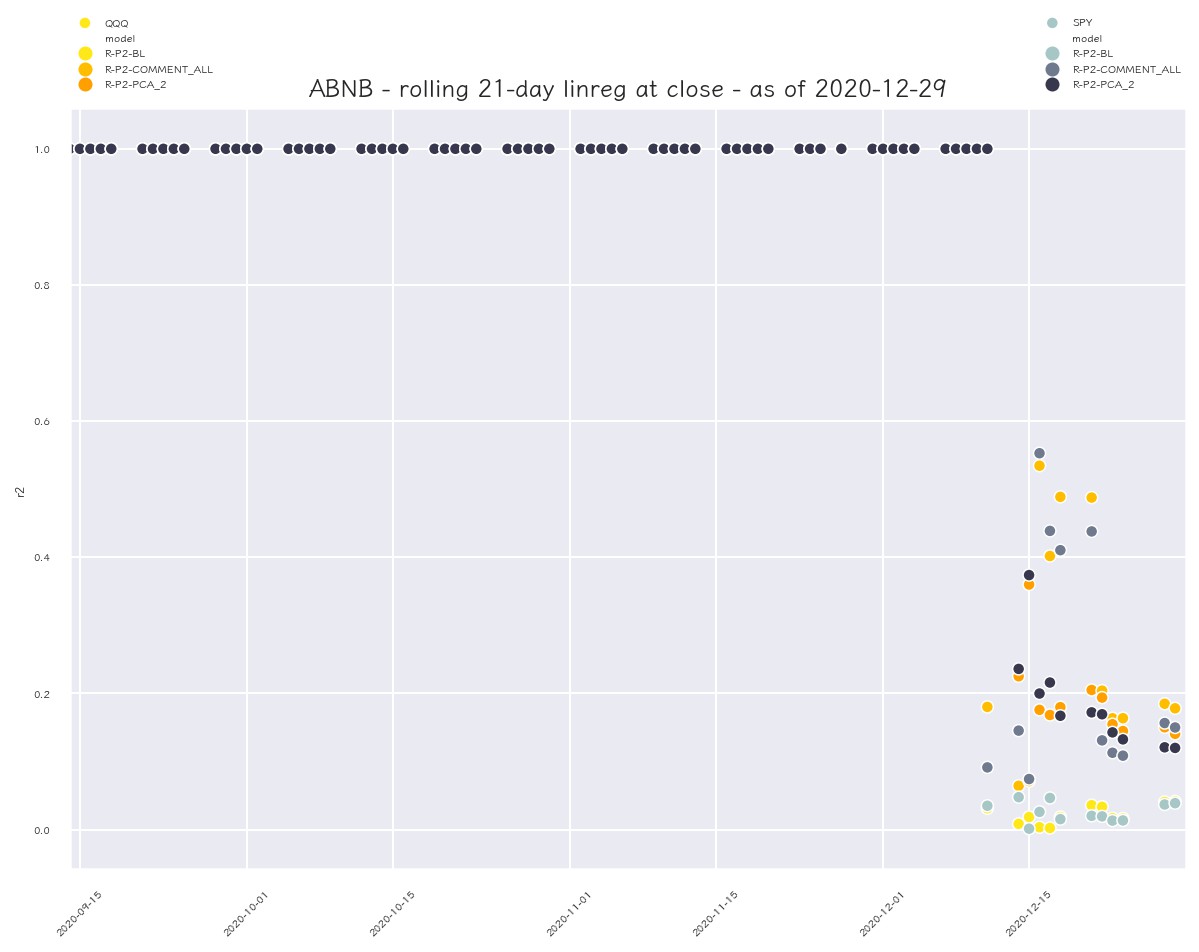 QQQ
model
R-P2-BL
R-P2-COMMENT_ALL
R-P2-PCA_2
SPY
model
R-P2-BL
R-P2-COMMENT_ALL
R-P2-PCA_2
ABNB - rolling 21-day linreg at close - as of 2020-12-29
1.0
0.8
0.6
0.4
0.2
0.0
r2
2020-09-15
2020-10-01
2020-10-15
2020-11-01
2020-11-15
2020-12-01
2020-12-15